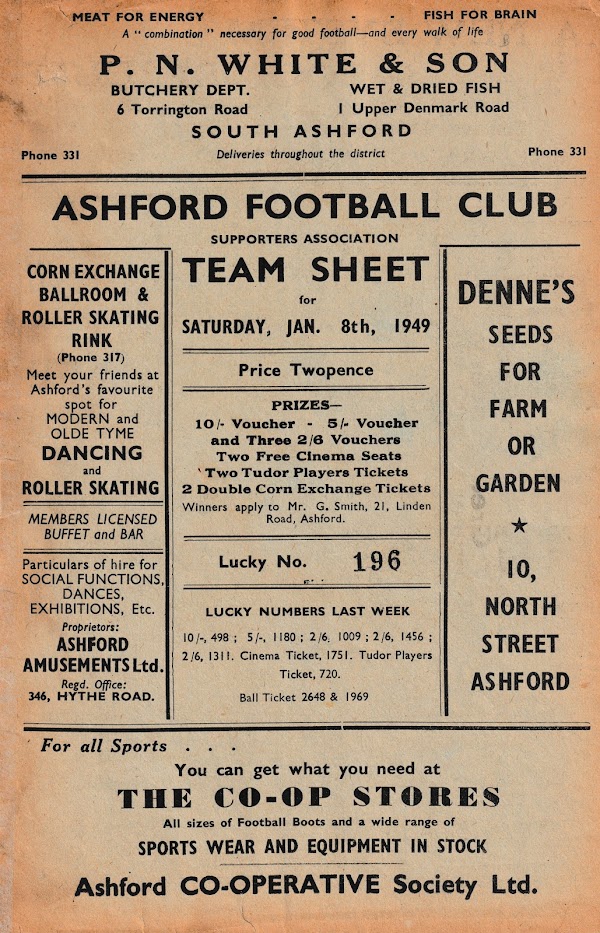 MEAT FOR ENERGY - - - - FISH FOR BRAIN
A "combination" necessary for good football—and every walk of life
P. N. WHITE & SON
BUTCHERY DEPT. WET & DRIED FISH
6 Torrington Road 1 Upper Denmark Road
SOUTH ASHFORD
Phone 331 Deliveries throughout the district Phone 331
ASHFORD FOOTBALL CLUB
SUPPORTERS ASSOCIATION
CORN EXCHANGE
BALLROOM &
ROLLER SKATING
RINK
(Phone 317)
Meet your friends at
Ashford's favourite
spot for
MODERN and
OLDE TYME
DANCING
and
ROLLER SKATING
MEMBERS LICENSED
BUFFET and BAR
Particulars of hire for
SOCIAL FUNCTIONS,
DANCES,
EXHIBITIONS, Etc.
Proprietors:
ASHFORD
AMUSEMENTS Ltd.
Regd. Office:
346, HYTHE ROAD.
TEAM SHEET
for
SATURDAY, JAN. 8th, 1949
Price Twopence
PRIZES—
10/- Voucher - 5/- Voucher
and Three 2/6 Vouchers
Two Free Cinema Seats
Two Tudor Players Tickets
2 Double Corn Exchange Tickets
Winners apply to Mr. G. Smith, 21, Linden
Road, Ashford.
Lucky No. 196
LUCKY NUMBERS LAST WEEK
10/-, 498 ; 5/-, 1180 ; 2/6, 1009 ; 2/6, 1456 ;
2/6, 1311. Cinema Ticket, 1751. Tudor Players
Ticket, 720.
Ball Ticket 2648 & 1969
DENNE'S
SEEDS
FOR
FARM
OR
GARDEN
★
10,
NORTH
STREET
ASHFORD
For all Sports . . .
You can get what you need at
THE CO-OP STORES
All sizes of Football Boots and a wide range of
SPORTS WEAR AND EQUIPMENT IN STOCK
Ashford CO-OPERATIVE Society Ltd.